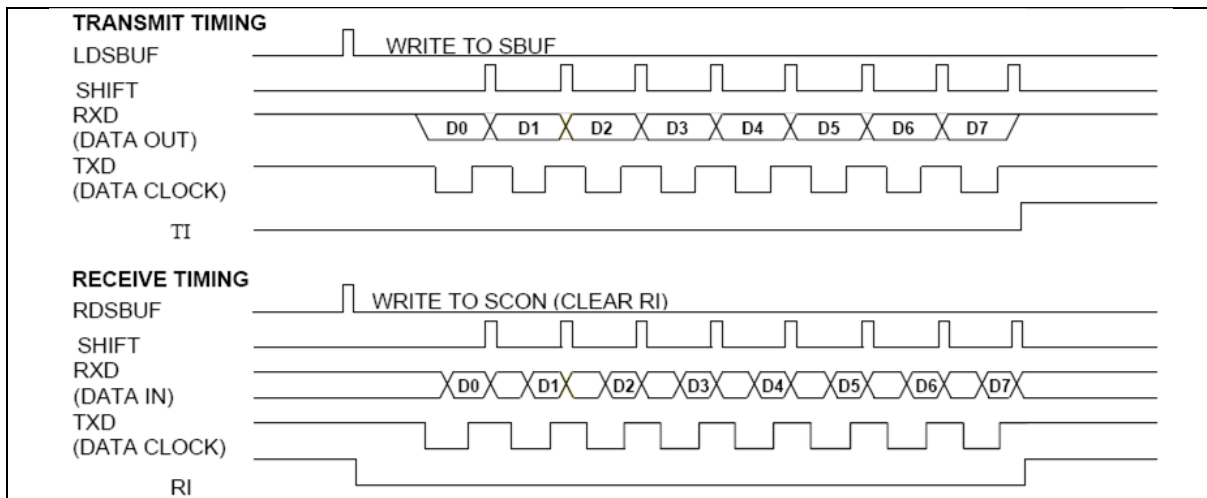 TRANSMIT TIMING
LDSBUF
WRITE TO SBUF
SHIFT
RXD
(DATA OUT)
D0 D1 D2 D3 D4 D5 D6 D7
TXD
(DATA CLOCK)
TI
RECEIVE TIMING
RDSBUF
WRITE TO SCON (CLEAR RI)
SHIFT
RXD
(DATA IN)
D0 D1 D2 D3 D4 D5 D6 D7
TXD
(DATA CLOCK)
RI